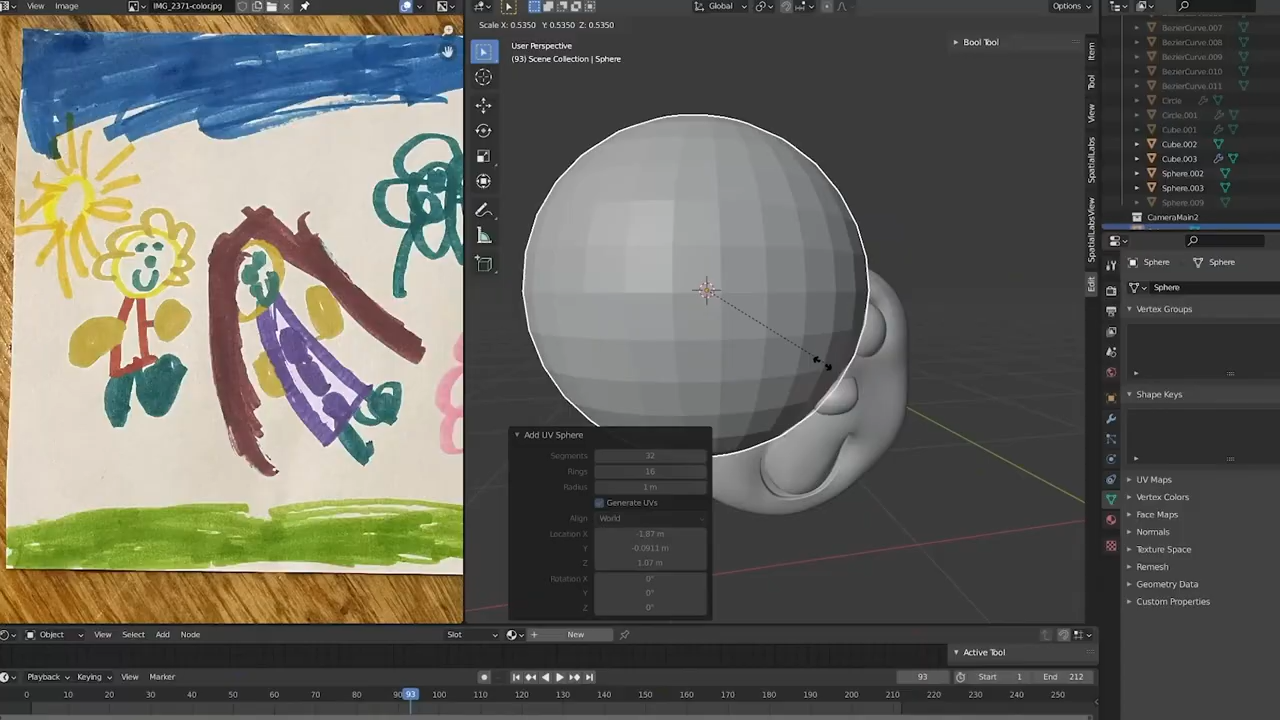 View Image IMG_2371-color.jpg
Global Options
Scale X: 0.5350 Y: 0.5350 Z: 0.5350
User Perspective
(93) Scene Collection | Sphere
Bool Tool
Item
Tool
View
SpatialLabs
SpatialLabsView
Edit
BezierCurve.007
BezierCurve.008
BezierCurve.009
BezierCurve.010
BezierCurve.011
Circle
Circle.001
Cube.001
Cube.002
Cube.003
Sphere.002
Sphere.003
Sphere.009
CameraMain2
Sphere Sphere
Sphere
Vertex Groups
Shape Keys
UV Maps
Vertex Colors
Face Maps
Normals
Texture Space
Remesh
Geometry Data
Custom Properties
Add UV Sphere
Segments 32
Rings 16
Radius 1 m
Generate UVs
Align World
Location X -1.87 m
Y -0.0911 m
Z 1.07 m
Rotation X 0°
Y 0°
Z 0°
Object View Select Add Node Slot New
Active Tool
Playback Keying View Marker 93 Start 1 End 212
0 10 20 30 40 50 60 70 80 90 93 100 110 120 130 140 150 160 170 180 190 200 210 220 230 240 250